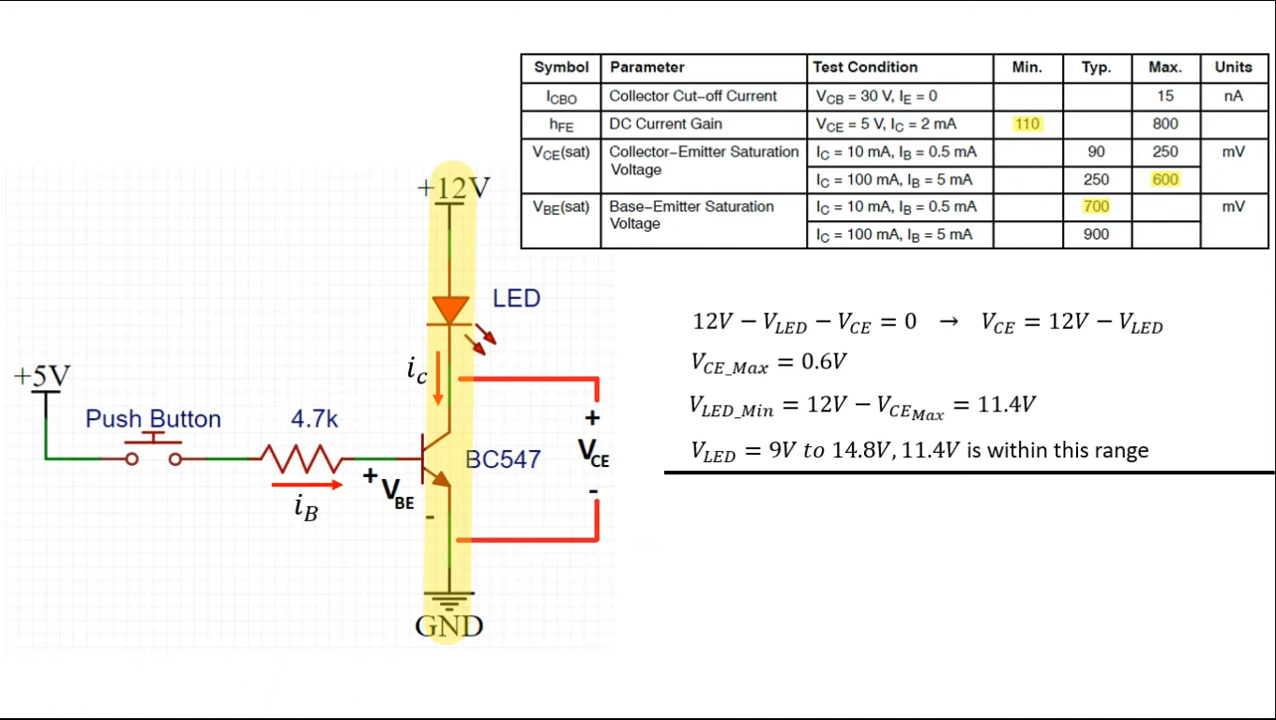 Symbol Parameter Test Condition Min. Typ. Max. Units
ICBO Collector Cut–off Current VCB = 30 V, IE = 0 15 nA
hFE DC Current Gain VCE = 5 V, IC = 2 mA 110 800
VCE(sat) Collector–Emitter Saturation Voltage IC = 10 mA, IB = 0.5 mA 90 250 mV
IC = 100 mA, IB = 5 mA 250 600
VBE(sat) Base–Emitter Saturation Voltage IC = 10 mA, IB = 0.5 mA 700 mV
IC = 100 mA, IB = 5 mA 900
+12V
LED
iC
+5V
Push Button
4.7k
iB
+
VBE
-
BC547
+
VCE
-
GND
12V − VLED − VCE = 0 → VCE = 12V − VLED
VCE_Max = 0.6V
VLED_Min = 12V − VCEMax = 11.4V
VLED = 9V to 14.8V, 11.4V is within this range